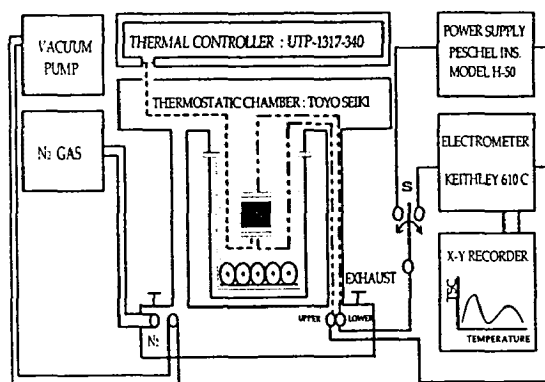 VACUUM
PUMP
THERMAL CONTROLLER : UTP-1317-340
POWER SUPPLY
PESCHEL INS.
MODEL H-50
THERMOSTATIC CHAMBER : TOYO SEIKI
N2 GAS
ELECTROMETER
KEITHLEY 610 C
S
X-Y RECORDER
TSC
TEMPERATURE
EXHAUST
UPPER
LOWER
N2